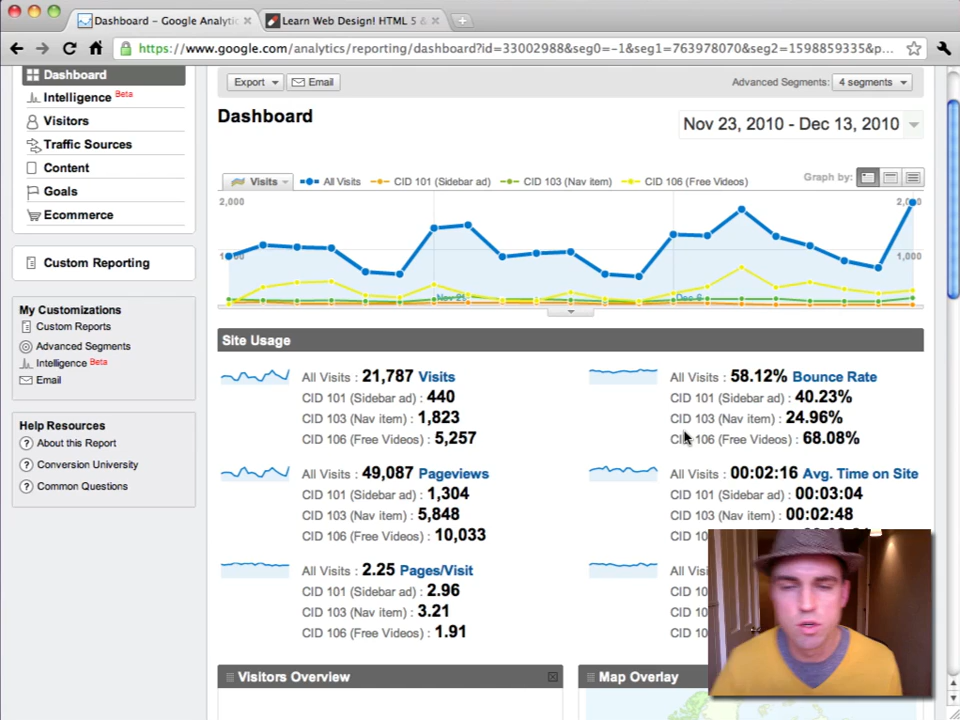 Dashboard – Google Analytic
Learn Web Design! HTML 5 &
https://www.google.com/analytics/reporting/dashboard?id=33002988&seg0=-1&seg1=763978070&seg2=1598859335&p...
Dashboard
Intelligence Beta
Visitors
Traffic Sources
Content
Goals
Ecommerce
Custom Reporting
My Customizations
Custom Reports
Advanced Segments
Intelligence Beta
Email
Help Resources
About this Report
Conversion University
Common Questions
Export
Email
Advanced Segments: 4 segments
Dashboard
Nov 23, 2010 - Dec 13, 2010
Visits
All Visits
CID 101 (Sidebar ad)
CID 103 (Nav item)
CID 106 (Free Videos)
Graph by:
2,000
1,000
Site Usage
All Visits : 21,787 Visits
CID 101 (Sidebar ad) : 440
CID 103 (Nav item) : 1,823
CID 106 (Free Videos) : 5,257
All Visits : 58.12% Bounce Rate
CID 101 (Sidebar ad) : 40.23%
CID 103 (Nav item) : 24.96%
CID 106 (Free Videos) : 68.08%
All Visits : 49,087 Pageviews
CID 101 (Sidebar ad) : 1,304
CID 103 (Nav item) : 5,848
CID 106 (Free Videos) : 10,033
All Visits : 00:02:16 Avg. Time on Site
CID 101 (Sidebar ad) : 00:03:04
CID 103 (Nav item) : 00:02:48
CID 10
All Visits : 2.25 Pages/Visit
CID 101 (Sidebar ad) : 2.96
CID 103 (Nav item) : 3.21
CID 106 (Free Videos) : 1.91
All Visi
CID 10
CID 10
CID 10
Visitors Overview
Map Overlay